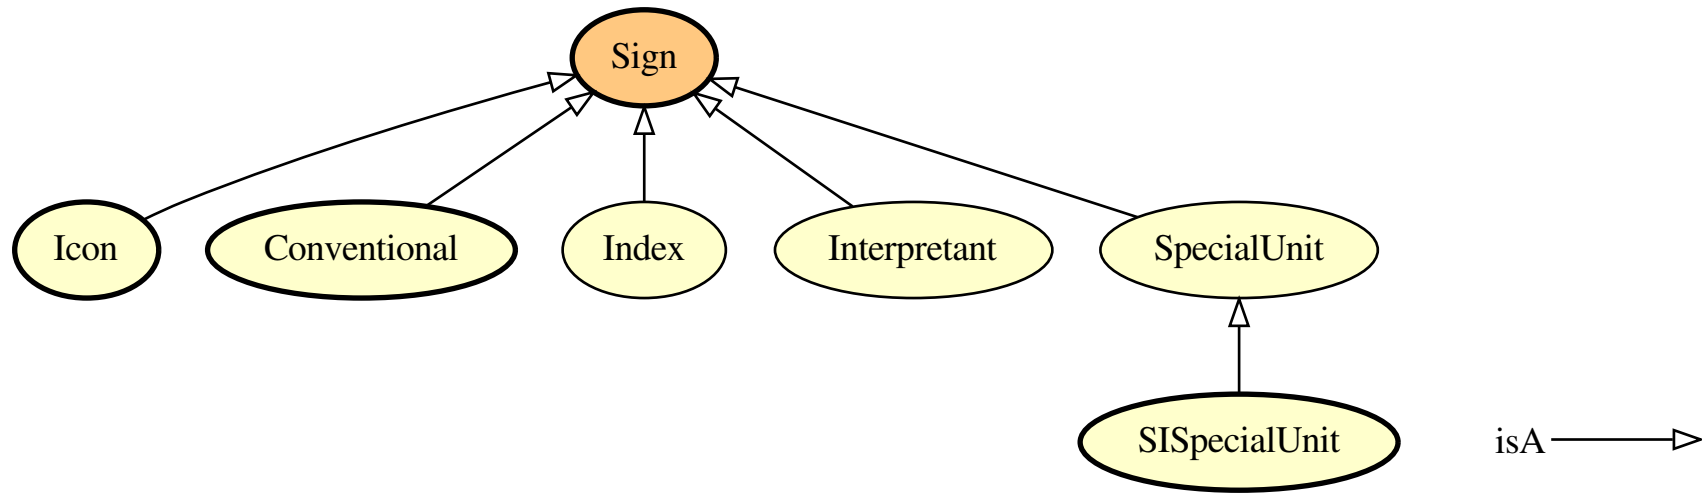 Sign
Icon
Conventional
Index
Interpretant
SpecialUnit
SISpecialUnit
isA